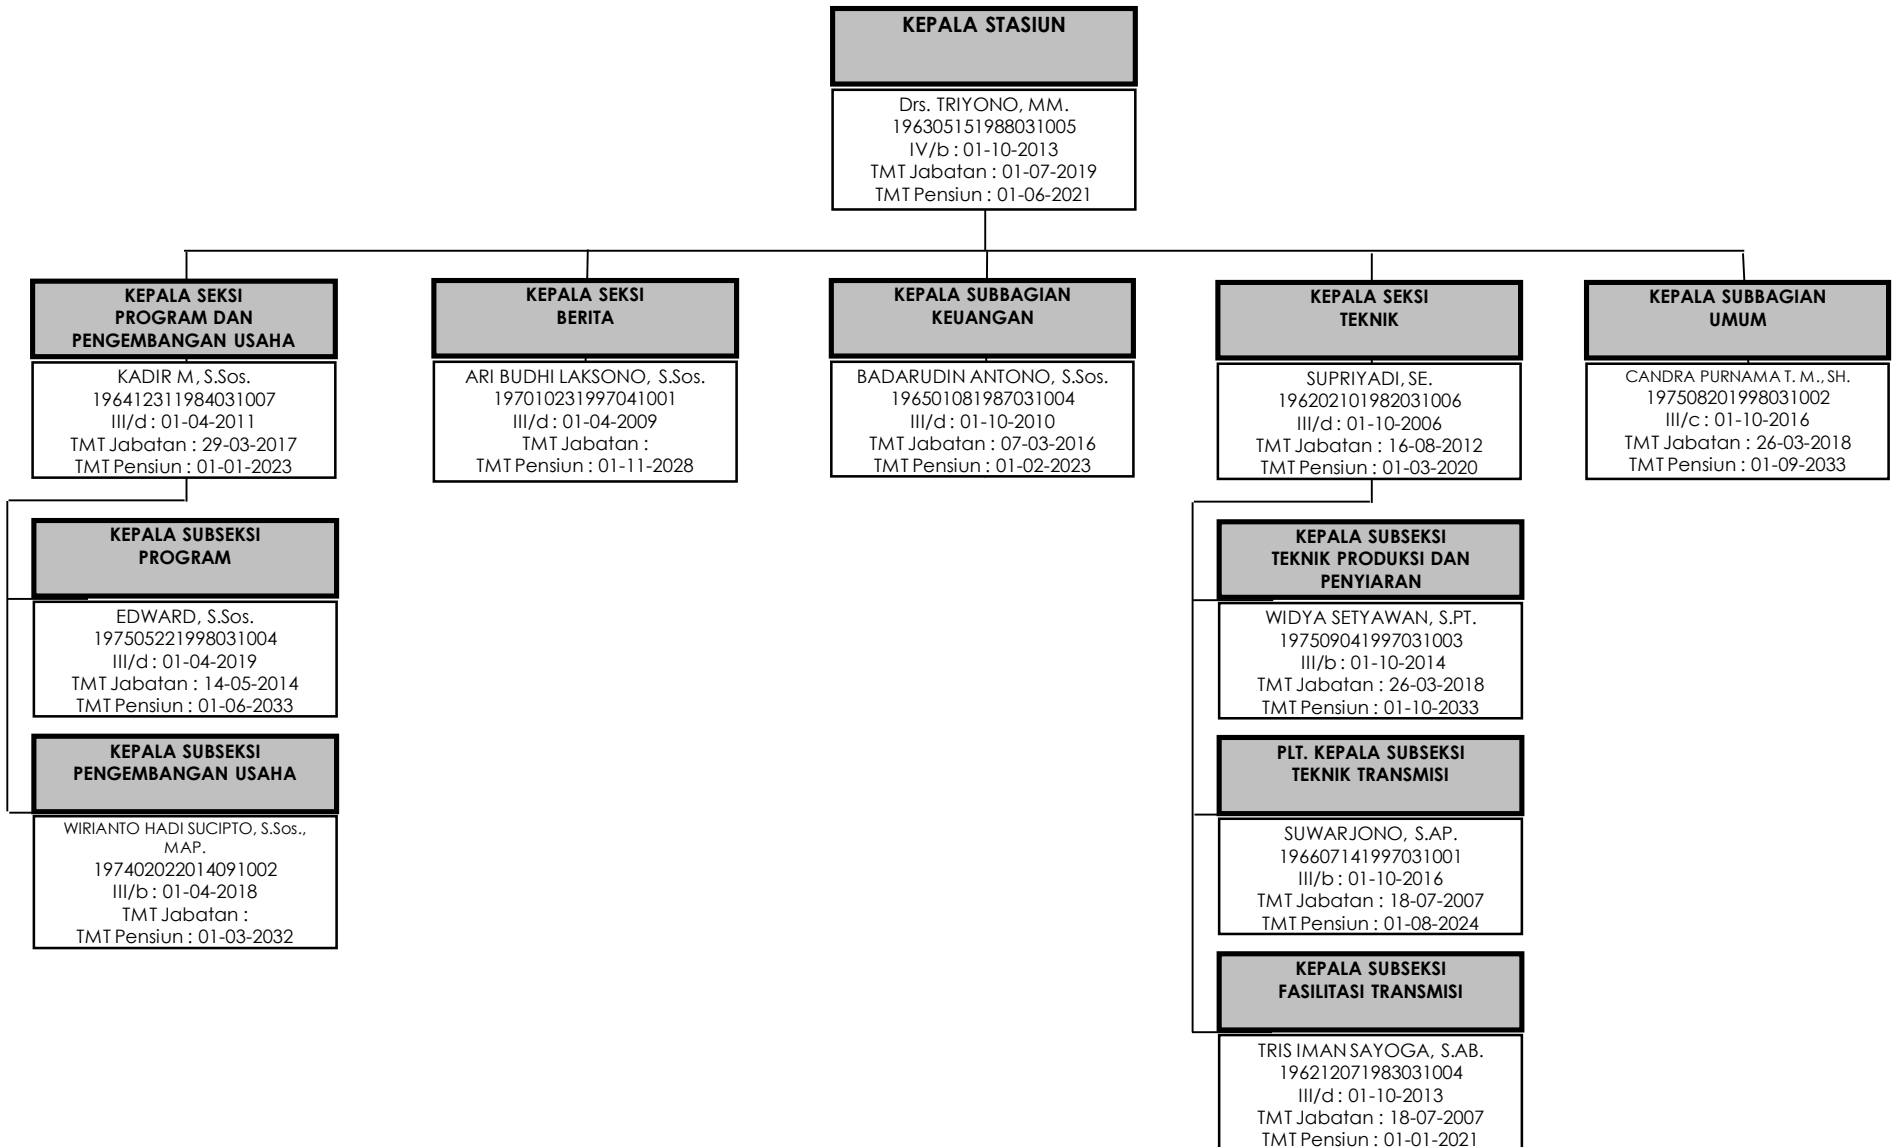 KEPALA STASIUN
Drs. TRIYONO, MM.
196305151988031005
IV/b : 01-10-2013
TMT Jabatan : 01-07-2019
TMT Pensiun : 01-06-2021
KEPALA SEKSI
PROGRAM DAN
PENGEMBANGAN USAHA
KADIR M, S.Sos.
196412311984031007
III/d : 01-04-2011
TMT Jabatan : 29-03-2017
TMT Pensiun : 01-01-2023
KEPALA SEKSI
BERITA
ARI BUDHI LAKSONO, S.Sos.
197010231997041001
III/d : 01-04-2009
TMT Jabatan :
TMT Pensiun : 01-11-2028
KEPALA SUBBAGIAN
KEUANGAN
BADARUDIN ANTONO, S.Sos.
196501081987031004
III/d : 01-10-2010
TMT Jabatan : 07-03-2016
TMT Pensiun : 01-02-2023
KEPALA SEKSI
TEKNIK
SUPRIYADI, SE.
196202101982031006
III/d : 01-10-2006
TMT Jabatan : 16-08-2012
TMT Pensiun : 01-03-2020
KEPALA SUBBAGIAN
UMUM
CANDRA PURNAMA T. M., SH.
197508201998031002
III/c : 01-10-2016
TMT Jabatan : 26-03-2018
TMT Pensiun : 01-09-2033
KEPALA SUBSEKSI
PROGRAM
EDWARD, S.Sos.
197505221998031004
III/d : 01-04-2019
TMT Jabatan : 14-05-2014
TMT Pensiun : 01-06-2033
KEPALA SUBSEKSI
PENGEMBANGAN USAHA
WIRIANTO HADI SUCIPTO, S.Sos.,
MAP.
197402022014091002
III/b : 01-04-2018
TMT Jabatan :
TMT Pensiun : 01-03-2032
KEPALA SUBSEKSI
TEKNIK PRODUKSI DAN
PENYIARAN
WIDYA SETYAWAN, S.PT.
197509041997031003
III/b : 01-10-2014
TMT Jabatan : 26-03-2018
TMT Pensiun : 01-10-2033
PLT. KEPALA SUBSEKSI
TEKNIK TRANSMISI
SUWARJONO, S.AP.
196607141997031001
III/b : 01-10-2016
TMT Jabatan : 18-07-2007
TMT Pensiun : 01-08-2024
KEPALA SUBSEKSI
FASILITASI TRANSMISI
TRIS IMAN SAYOGA, S.AB.
196212071983031004
III/d : 01-10-2013
TMT Jabatan : 18-07-2007
TMT Pensiun : 01-01-2021